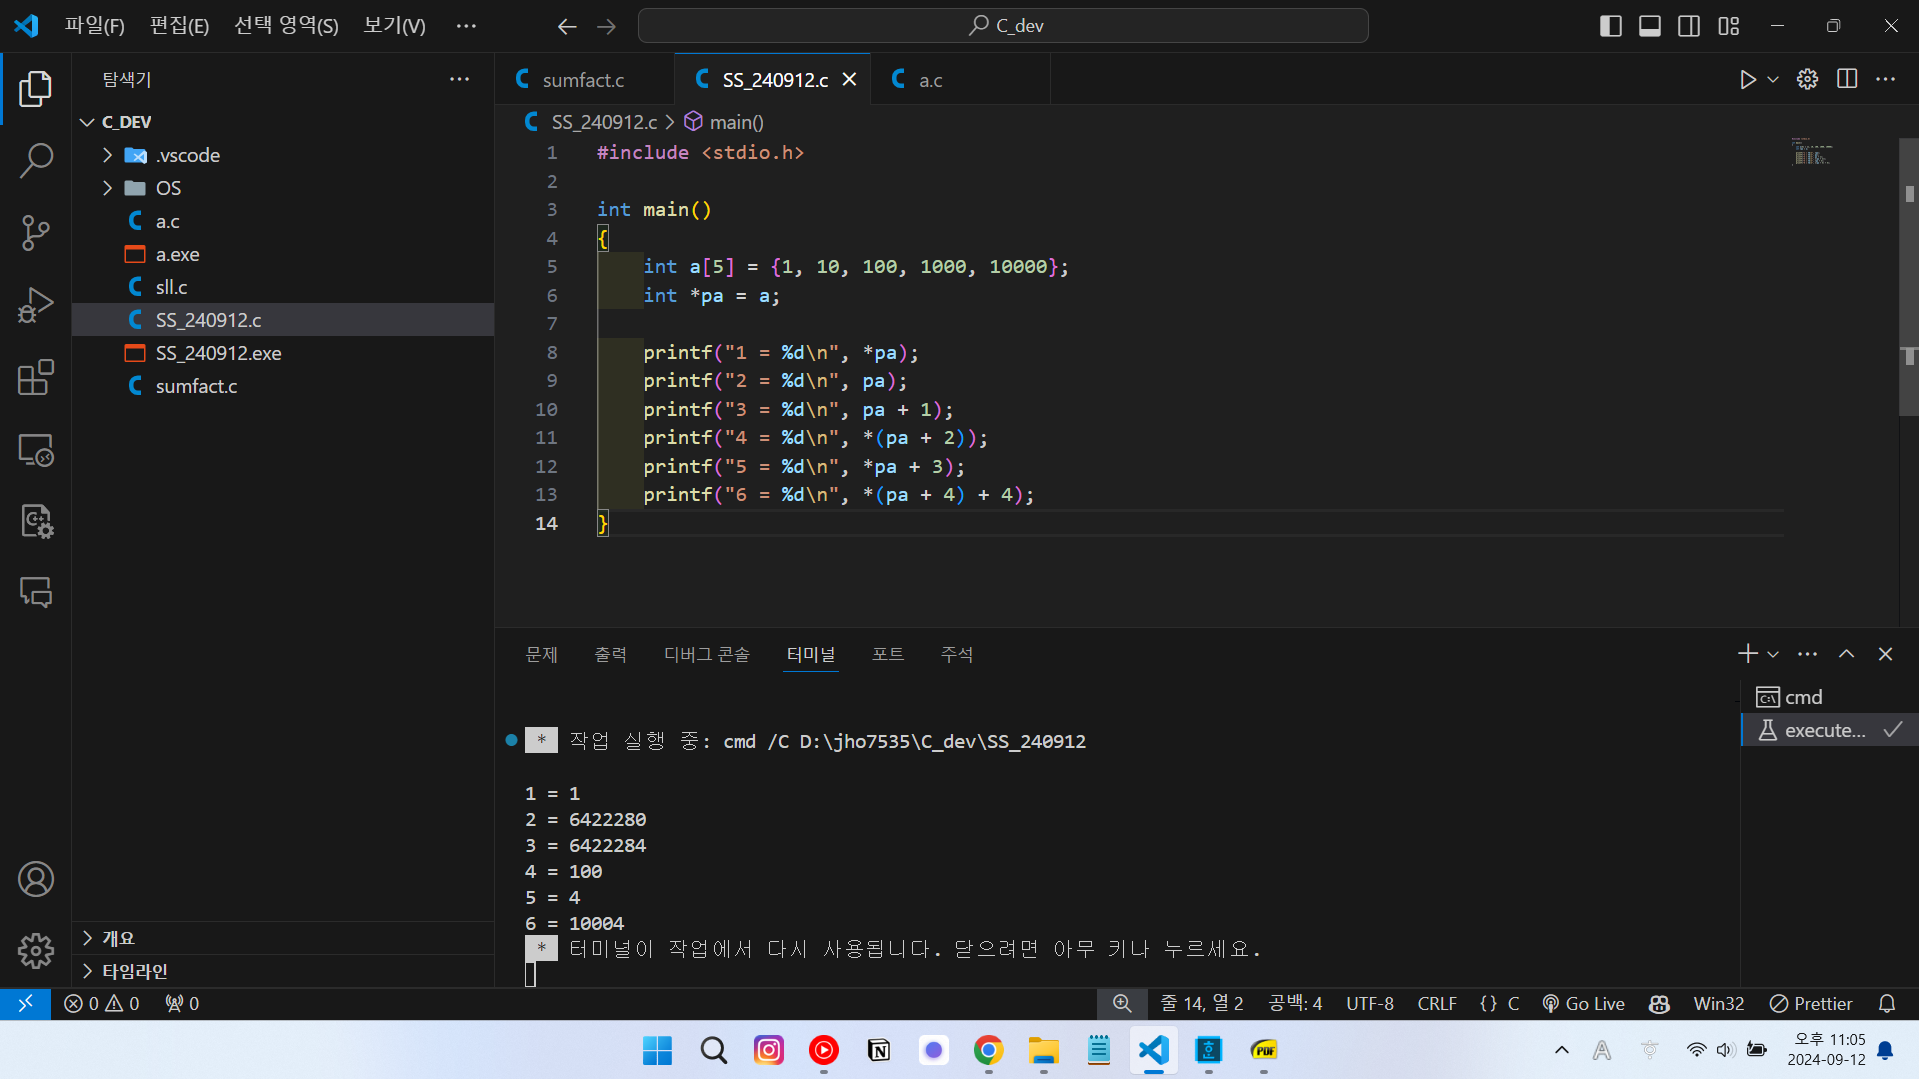 파일(F) 편집(E) 선택 영역(S) 보기(V) ··· C_dev
탐색기 ···
C_DEV
.vscode
OS
a.c
a.exe
sll.c
SS_240912.c
SS_240912.exe
sumfact.c
개요
타임라인
sumfact.c SS_240912.c a.c
SS_240912.c > main()
1 #include <stdio.h>
2
3 int main()
4 {
5 int a[5] = {1, 10, 100, 1000, 10000};
6 int *pa = a;
7
8 printf("1 = %d\n", *pa);
9 printf("2 = %d\n", pa);
10 printf("3 = %d\n", pa + 1);
11 printf("4 = %d\n", *(pa + 2));
12 printf("5 = %d\n", *pa + 3);
13 printf("6 = %d\n", *(pa + 4) + 4);
14 }
문제 출력 디버그 콘솔 터미널 포트 주석
* 작업 실행 중: cmd /C D:\jho7535\C_dev\SS_240912
1 = 1
2 = 6422280
3 = 6422284
4 = 100
5 = 4
6 = 10004
* 터미널이 작업에서 다시 사용됩니다. 닫으려면 아무 키나 누르세요.
cmd
execute...
0 0 0 줄 14, 열 2 공백: 4 UTF-8 CRLF {} C Go Live Win32 Prettier
오후 11:05
2024-09-12